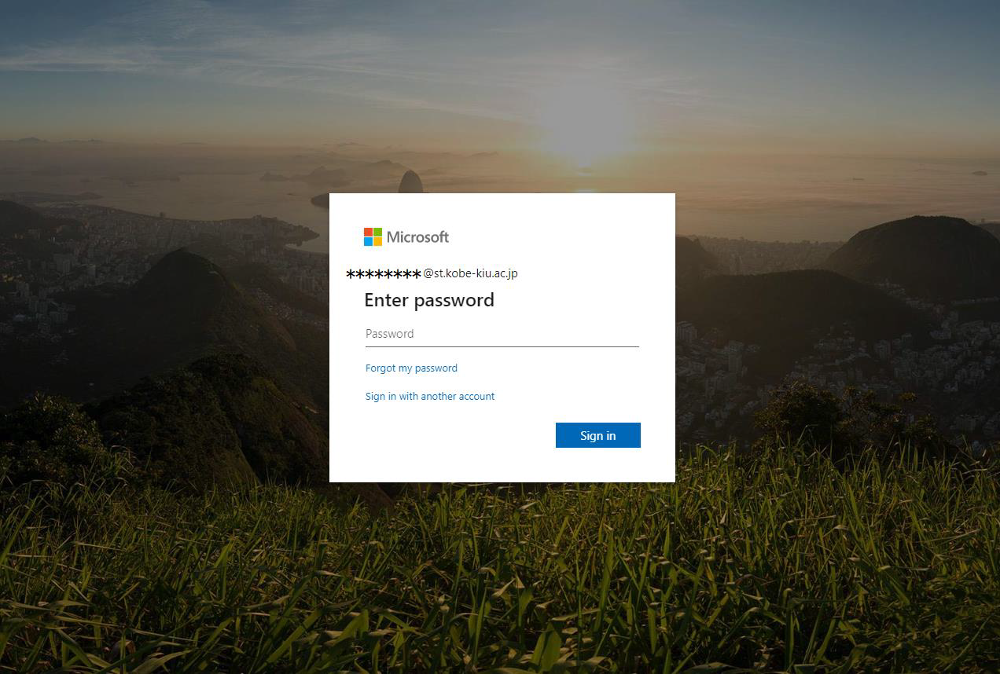 Microsoft
********@st.kobe-kiu.ac.jp
Enter password
Password
Forgot my password
Sign in with another account
Sign in